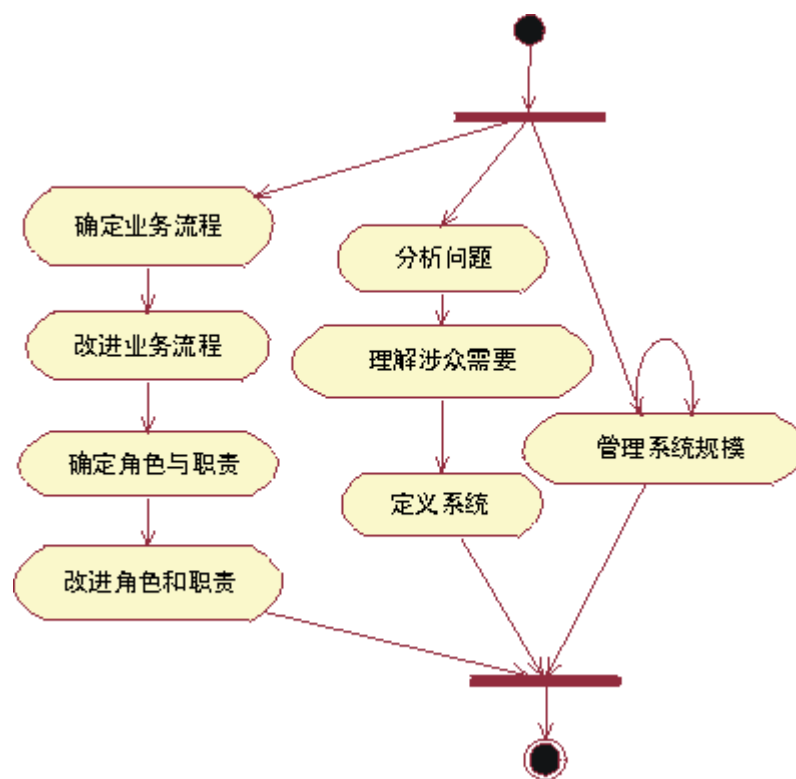 确定业务流程
改进业务流程
确定角色与职责
改进角色和职责
分析问题
理解涉众需要
定义系统
管理系统规模